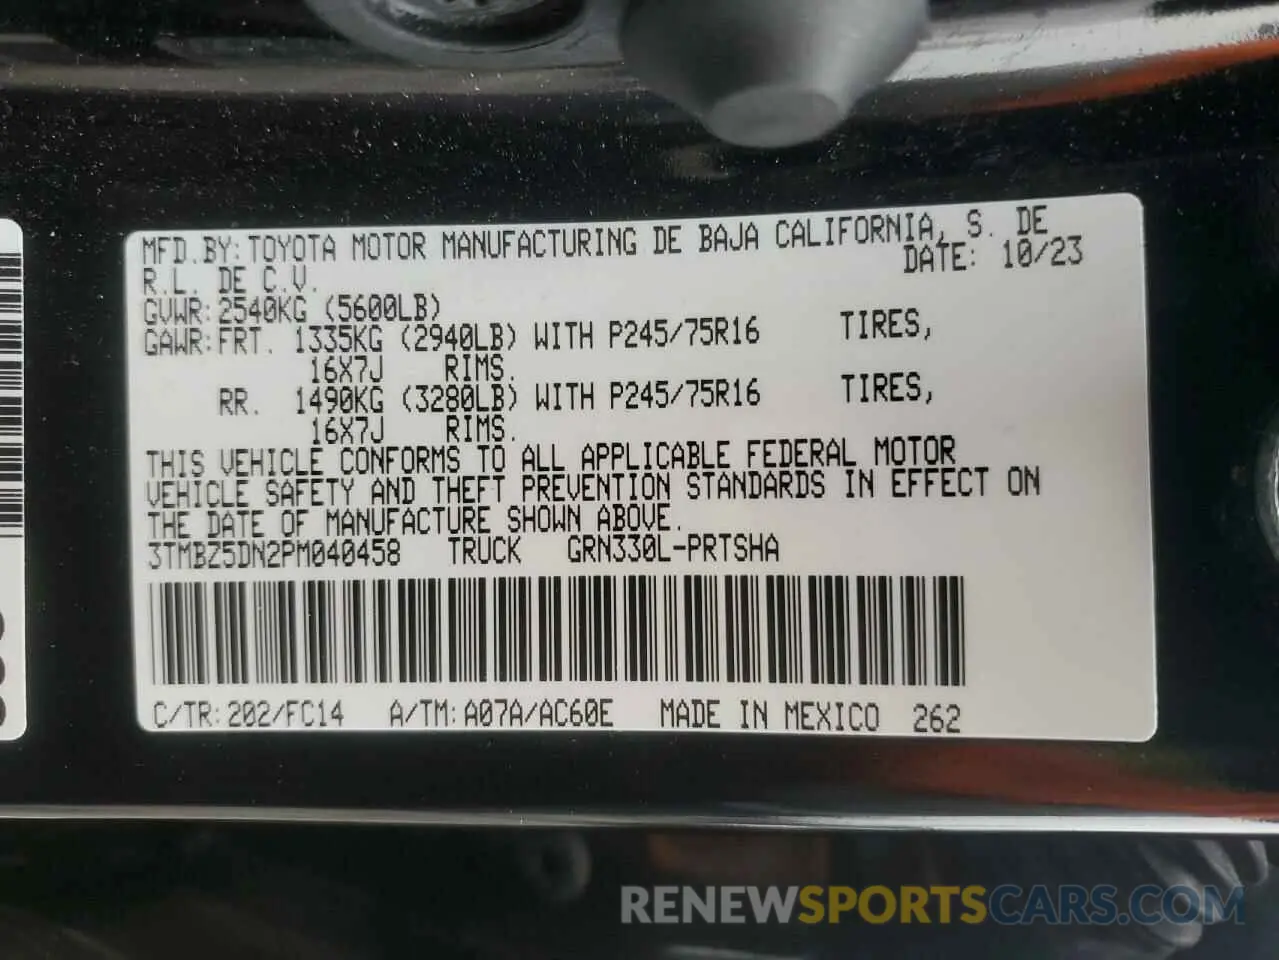 MFD.BY:TOYOTA MOTOR MANUFACTURING DE BAJA CALIFORNIA, S. DE
R.L. DE C.V. DATE: 10/23
GVWR:2540KG (5600LB)
GAWR:FRT. 1335KG (2940LB) WITH P245/75R16 TIRES,
16X7J RIMS.
RR. 1490KG (3280LB) WITH P245/75R16 TIRES,
16X7J RIMS.
THIS VEHICLE CONFORMS TO ALL APPLICABLE FEDERAL MOTOR
VEHICLE SAFETY AND THEFT PREVENTION STANDARDS IN EFFECT ON
THE DATE OF MANUFACTURE SHOWN ABOVE.
3TMBZ5DN2PM040458 TRUCK GRN330L-PRTSHA
C/TR:202/FC14 A/TM:A07A/AC60E MADE IN MEXICO 262
RENEWSPORTSCARS.COM